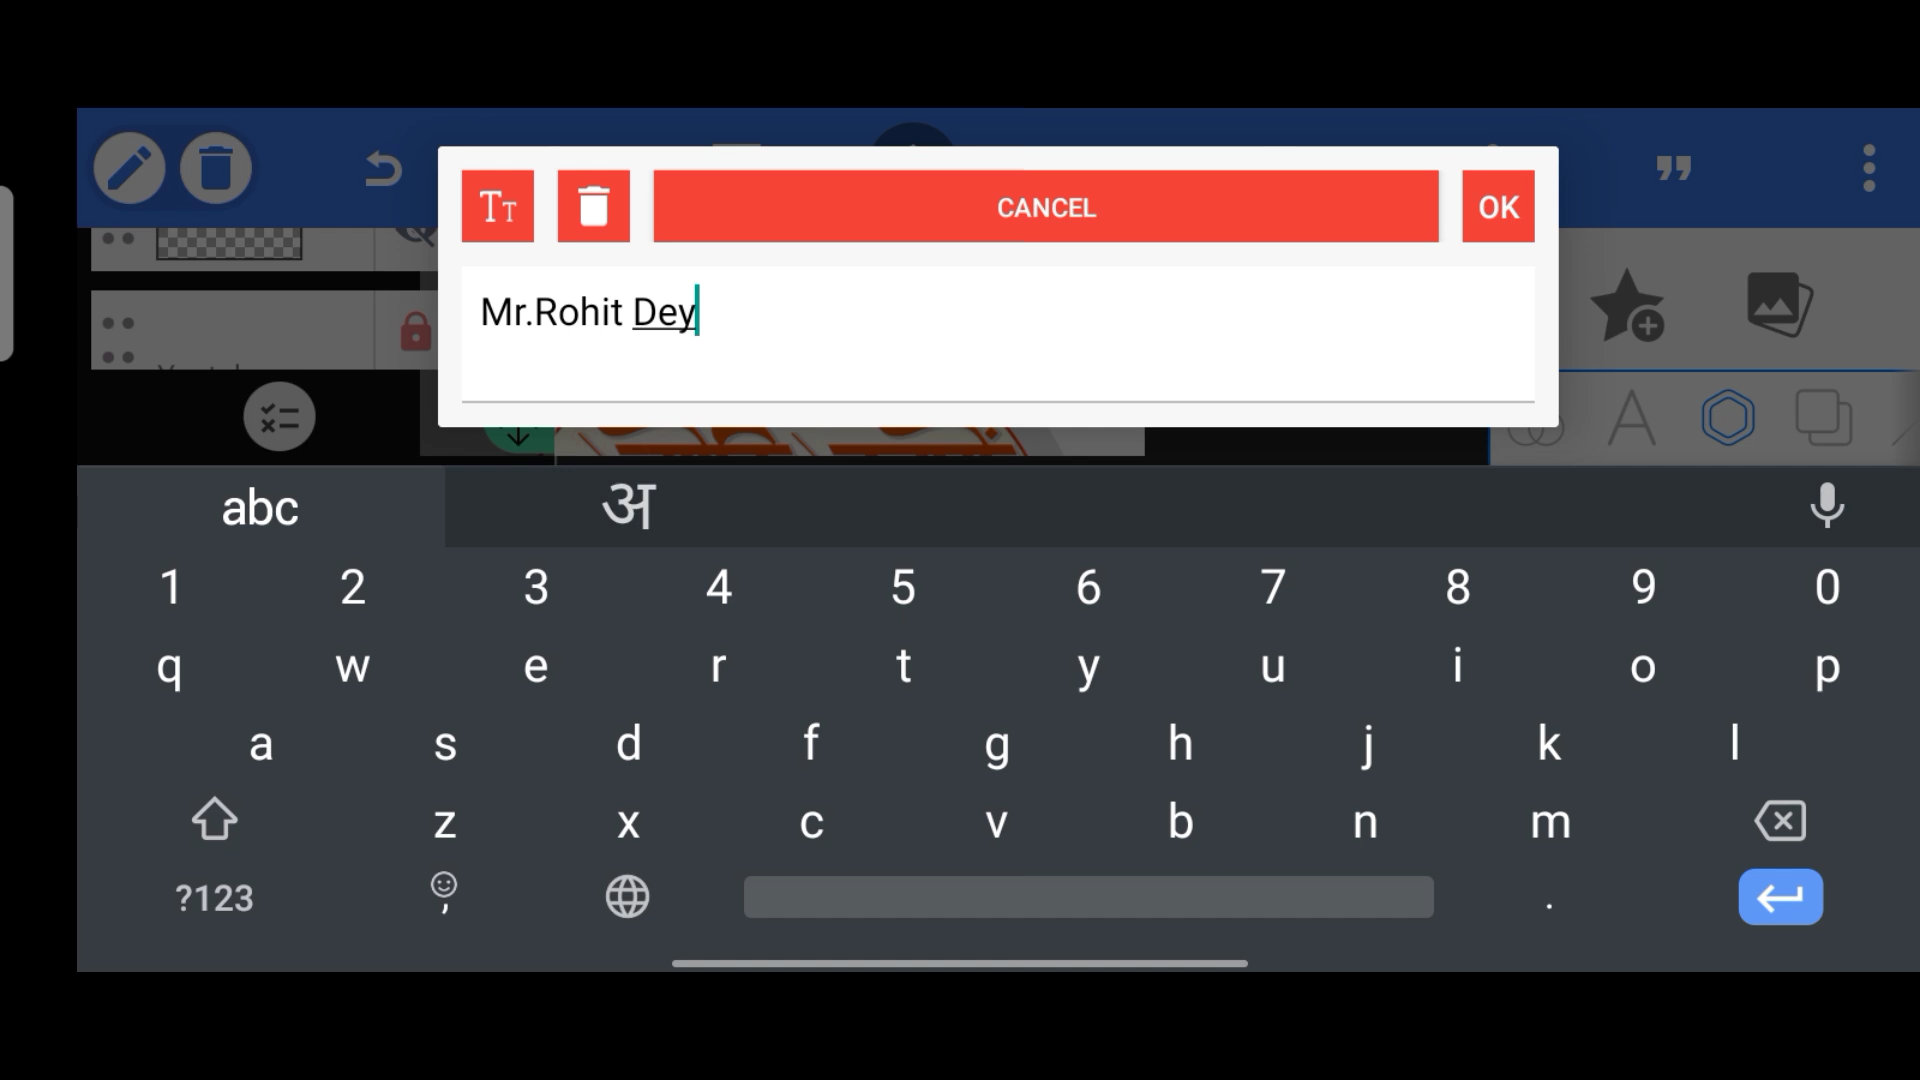 CANCEL
OK
Mr.Rohit Dey
abc
अ
1 2 3 4 5 6 7 8 9 0
q w e r t y u i o p
a s d f g h j k l
z x c v b n m
?123 , .